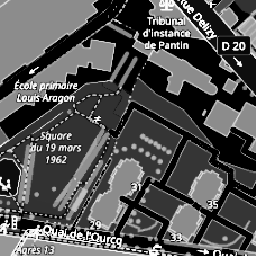 Tribunal
d'Instance
de Pantin
rue Delizy
D 20
École primaire
Louis Aragon
Square
du 19 mars
1962
31
35
29
33
Quai de l'Ourcq
Agrès 13